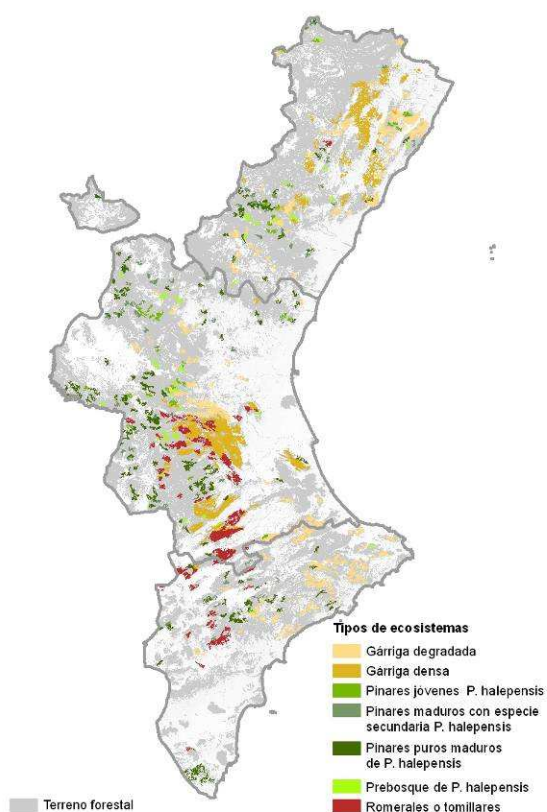 Tipos de ecosistemas
Gárriga degradada
Gárriga densa
Pinares jóvenes P. halepensis
Pinares maduros con especie
secundaria P. halepensis
Pinares puros maduros
de P. halepensis
Prebosque de P. halepensis
Romerales o tomillares
Terreno forestal